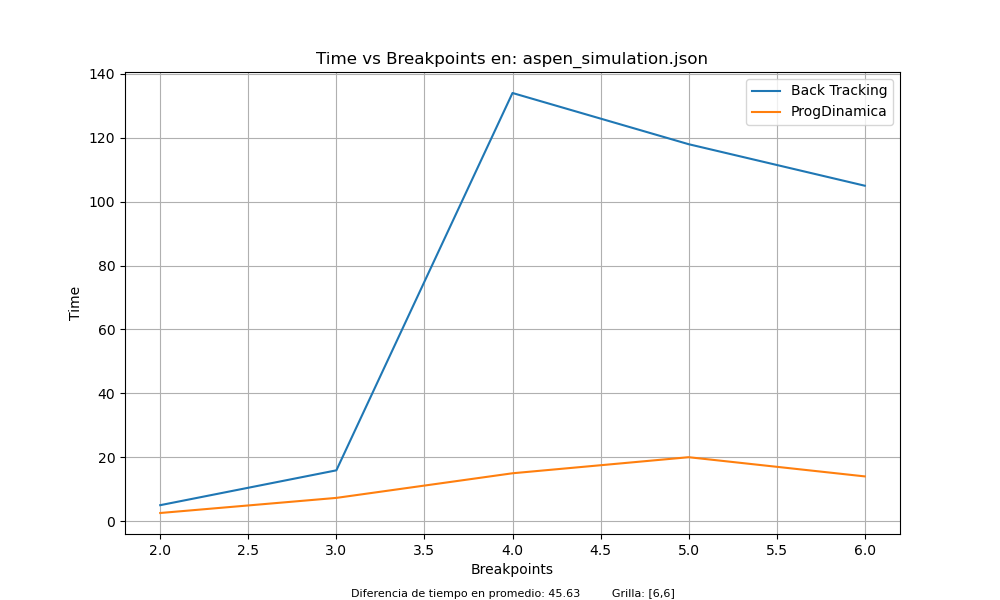 Time vs Breakpoints en: aspen_simulation.json
Back Tracking
ProgDinamica
Time
140
120
100
80
60
40
20
0
2.0 2.5 3.0 3.5 4.0 4.5 5.0 5.5 6.0
Breakpoints
Diferencia de tiempo en promedio: 45.63 Grilla: [6,6]